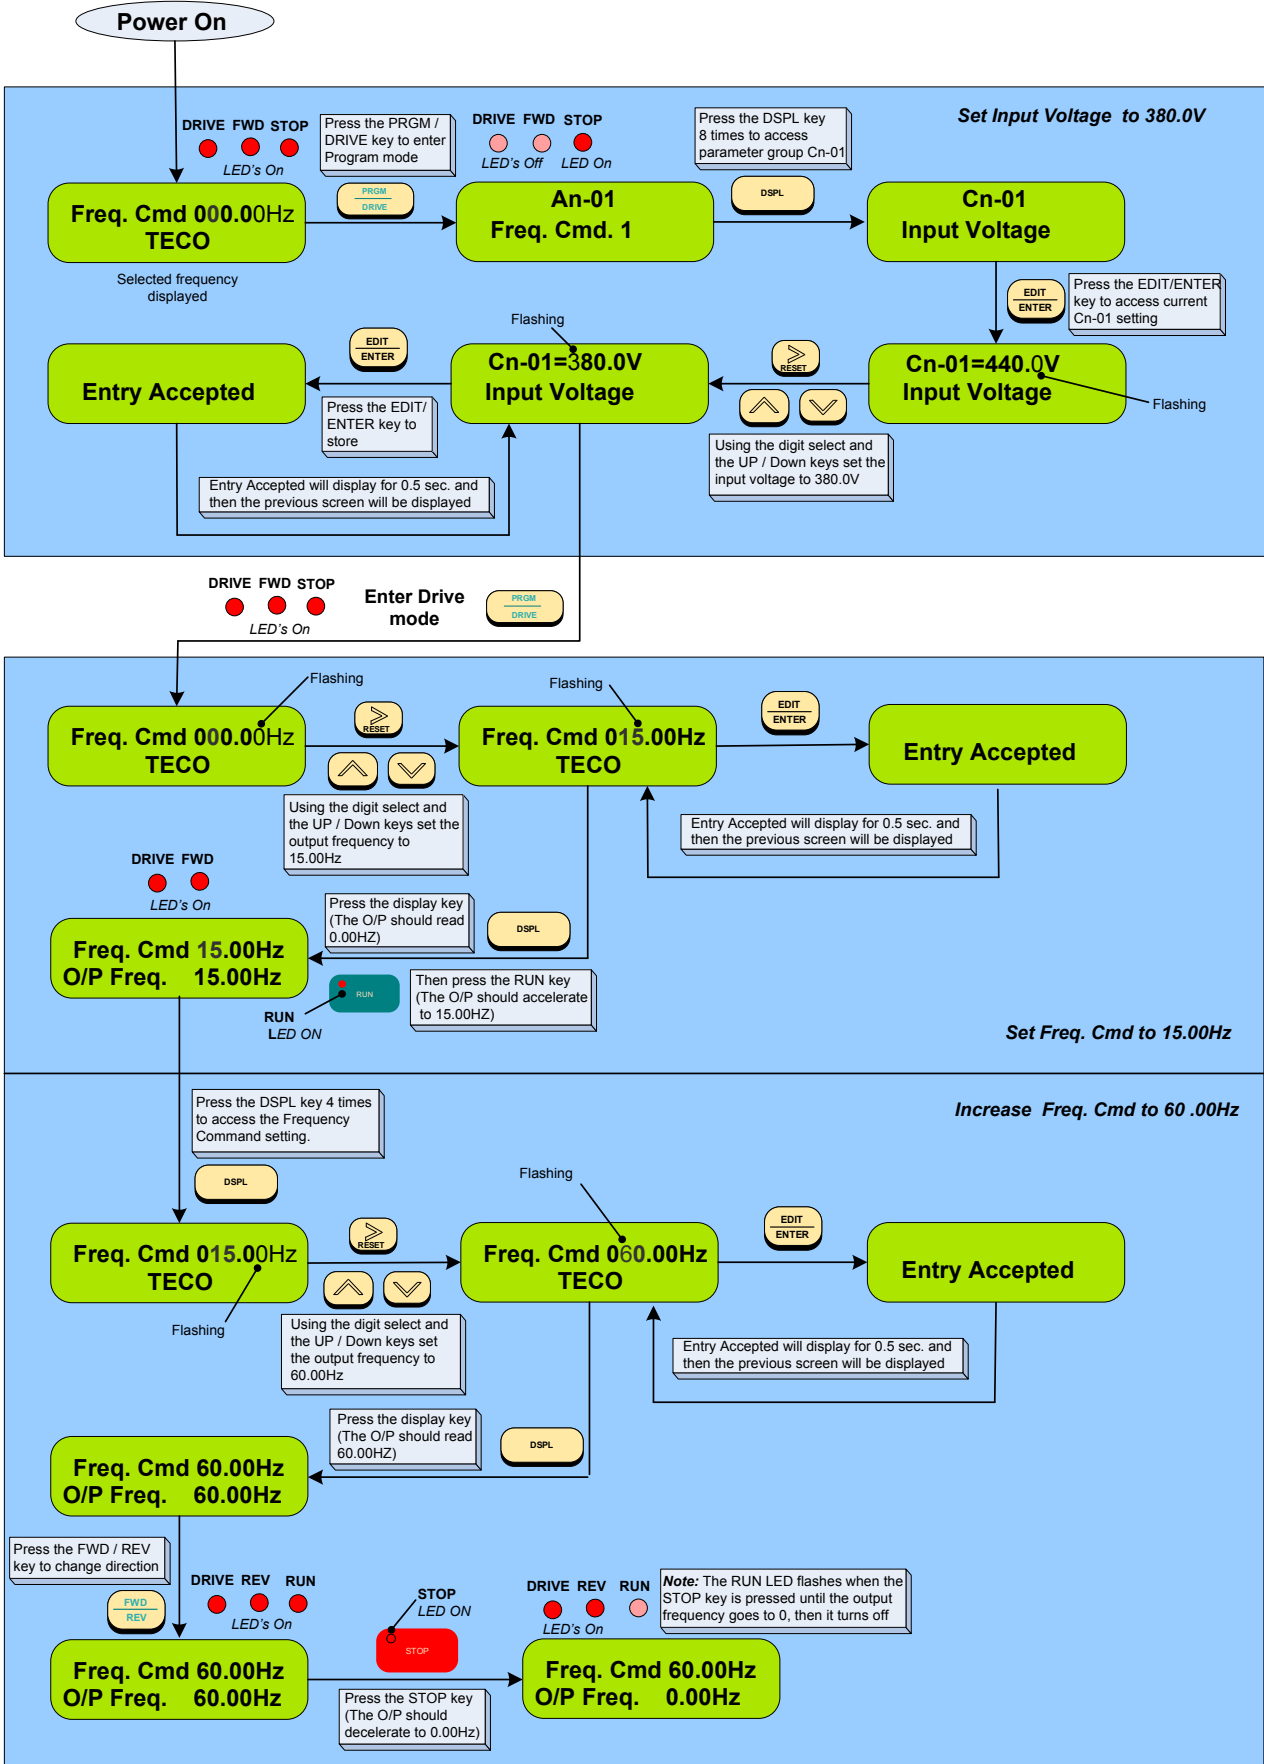 Power On
Set Input Voltage  to 380.0V
DRIVE FWD STOP
LED's On
Press the PRGM /
DRIVE key to enter
Program mode
PRGM
DRIVE
DRIVE FWD STOP
LED's Off LED On
Press the DSPL key
8 times to access
parameter group Cn-01
DSPL
Freq. Cmd 000.00Hz
TECO
Selected frequency
displayed
An-01
Freq. Cmd. 1
Cn-01
Input Voltage
EDIT
ENTER
Press the EDIT/ENTER
key to access current
Cn-01 setting
Cn-01=440.0V
Input Voltage
Flashing
RESET
Using the digit select and
the UP / Down keys set the
input voltage to 380.0V
Flashing
Cn-01=380.0V
Input Voltage
EDIT
ENTER
Press the EDIT/
ENTER key to
store
Entry Accepted
Entry Accepted will display for 0.5 sec. and
then the previous screen will be displayed
DRIVE FWD STOP
LED's On
Enter Drive
mode
PRGM
DRIVE
Flashing
Freq. Cmd 000.00Hz
TECO
RESET
Using the digit select and
the UP / Down keys set the
output frequency to
15.00Hz
Flashing
Freq. Cmd 015.00Hz
TECO
EDIT
ENTER
Entry Accepted
Entry Accepted will display for 0.5 sec. and
then the previous screen will be displayed
DRIVE FWD
LED's On
Press the display key
(The O/P should read
0.00HZ)
DSPL
Freq. Cmd 15.00Hz
O/P Freq. 15.00Hz
RUN
LED ON
RUN
Then press the RUN key
(The O/P should accelerate
to 15.00HZ)
Set Freq. Cmd to 15.00Hz
Increase  Freq. Cmd to 60 .00Hz
Press the DSPL key 4 times
to access the Frequency
Command setting.
DSPL
Freq. Cmd 015.00Hz
TECO
Flashing
RESET
Using the digit select and
the UP / Down keys set
the output frequency to
60.00Hz
Flashing
Freq. Cmd 060.00Hz
TECO
EDIT
ENTER
Entry Accepted
Entry Accepted will display for 0.5 sec. and
then the previous screen will be displayed
Press the display key
(The O/P should read
60.00HZ)
DSPL
Freq. Cmd 60.00Hz
O/P Freq. 60.00Hz
Press the FWD / REV
key to change direction
FWD
REV
DRIVE REV RUN
LED's On
Freq. Cmd 60.00Hz
O/P Freq. 60.00Hz
STOP
LED ON
STOP
Press the STOP key
(The O/P should
decelerate to 0.00Hz)
DRIVE REV RUN
LED's On
Note: The RUN LED flashes when the
STOP key is pressed until the output
frequency goes to 0, then it turns off
Freq. Cmd 60.00Hz
O/P Freq. 0.00Hz